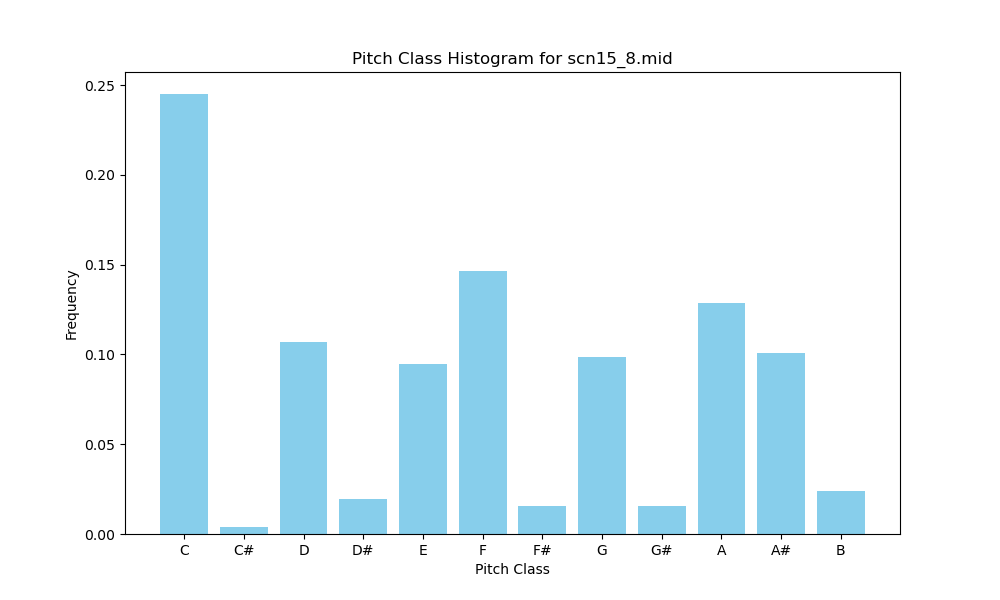 Pitch Class Histogram for scn15_8.mid
0.25
0.20
0.15
0.10
0.05
0.00
Frequency
C C# D D# E F F# G G# A A# B
Pitch Class